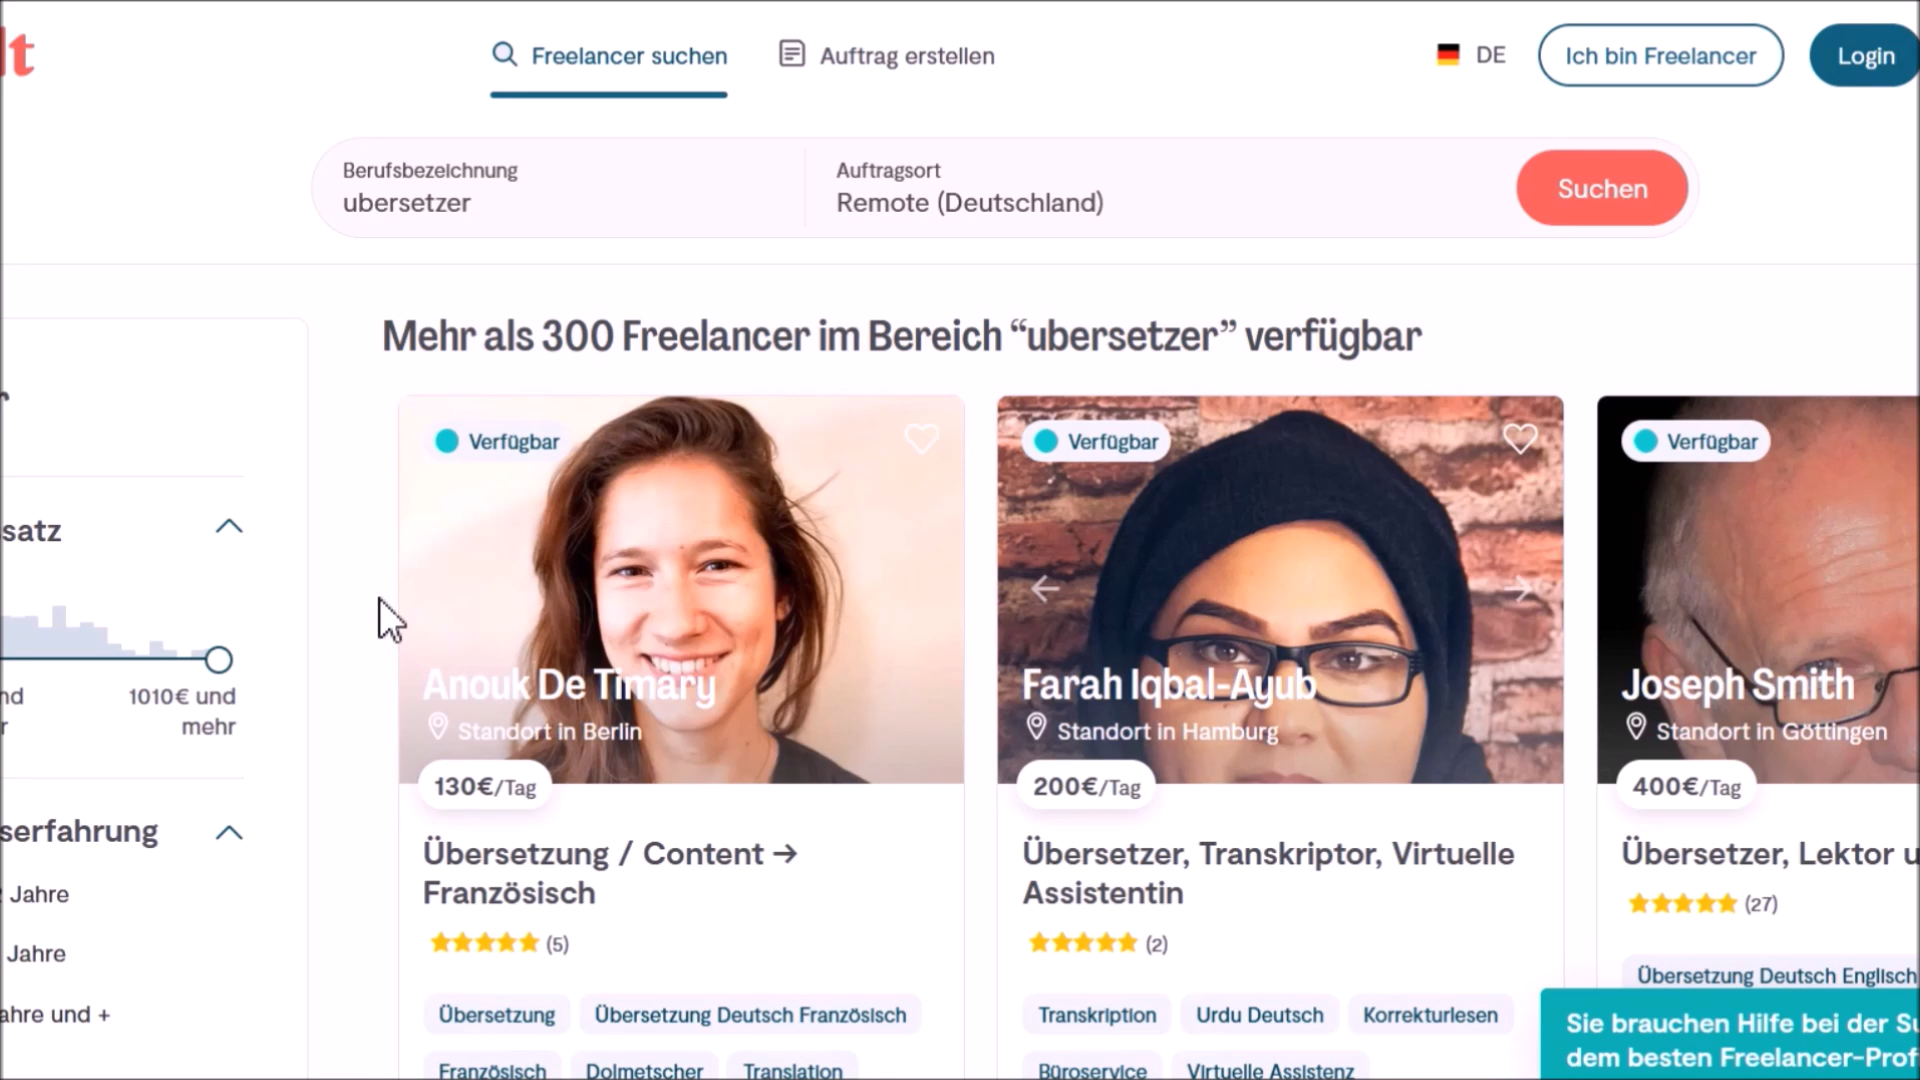 lt
Freelancer suchen
Auftrag erstellen
DE
Ich bin Freelancer
Login
Berufsbezeichnung
ubersetzer
Auftragsort
Remote (Deutschland)
Suchen
Mehr als 300 Freelancer im Bereich “ubersetzer” verfügbar
satz
nd
r
1010€ und
mehr
serfahrung
Jahre
Jahre
ahre und +
Verfügbar
Anouk De Timary
Standort in Berlin
130€/Tag
Übersetzung / Content →
Französisch
(5)
Übersetzung
Übersetzung Deutsch Französisch
Französisch
Dolmetscher
Translation
Verfügbar
Farah Iqbal-Ayub
Standort in Hamburg
200€/Tag
Übersetzer, Transkriptor, Virtuelle
Assistentin
(2)
Transkription
Urdu Deutsch
Korrekturlesen
Büroservice
Virtuelle Assistenz
Verfügbar
Joseph Smith
Standort in Göttingen
400€/Tag
Übersetzer, Lektor u
(27)
Übersetzung Deutsch Englisch
Sie brauchen Hilfe bei der Su
dem besten Freelancer-Prof